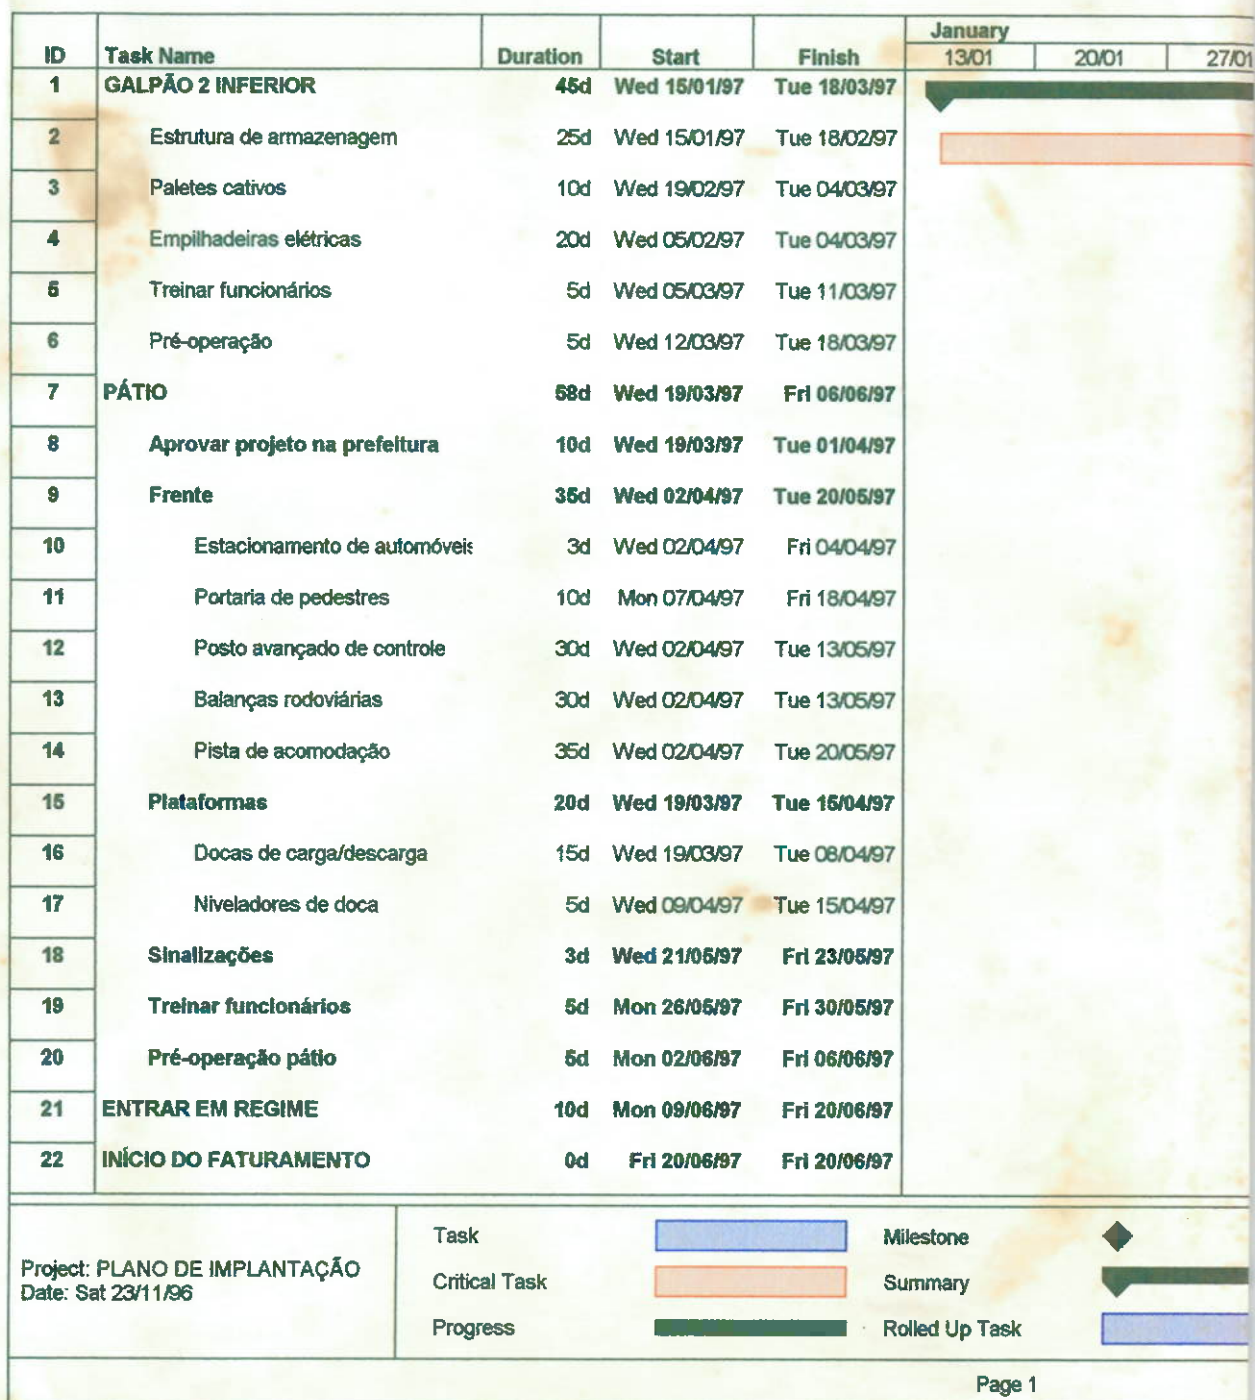 January
ID Task Name Duration Start Finish 13/01 20/01 27/01
1 GALPÃO 2 INFERIOR 45d Wed 15/01/97 Tue 18/03/97
2 Estrutura de armazenagem 25d Wed 15/01/97 Tue 18/02/97
3 Paletes cativos 10d Wed 19/02/97 Tue 04/03/97
4 Empilhadeiras elétricas 20d Wed 05/02/97 Tue 04/03/97
5 Treinar funcionários 5d Wed 05/03/97 Tue 11/03/97
6 Pré-operação 5d Wed 12/03/97 Tue 18/03/97
7 PÁTIO 58d Wed 19/03/97 Fri 06/06/97
8 Aprovar projeto na prefeitura 10d Wed 19/03/97 Tue 01/04/97
9 Frente 35d Wed 02/04/97 Tue 20/05/97
10 Estacionamento de automóveis 3d Wed 02/04/97 Fri 04/04/97
11 Portaria de pedestres 10d Mon 07/04/97 Fri 18/04/97
12 Posto avançado de controle 30d Wed 02/04/97 Tue 13/05/97
13 Balanças rodoviárias 30d Wed 02/04/97 Tue 13/05/97
14 Pista de acomodação 35d Wed 02/04/97 Tue 20/05/97
15 Plataformas 20d Wed 19/03/97 Tue 15/04/97
16 Docas de carga/descarga 15d Wed 19/03/97 Tue 08/04/97
17 Niveladores de doca 5d Wed 09/04/97 Tue 15/04/97
18 Sinalizações 3d Wed 21/05/97 Fri 23/05/97
19 Treinar funcionários 5d Mon 26/05/97 Fri 30/05/97
20 Pré-operação pátio 5d Mon 02/06/97 Fri 06/06/97
21 ENTRAR EM REGIME 10d Mon 09/06/97 Fri 20/06/97
22 INÍCIO DO FATURAMENTO 0d Fri 20/06/97 Fri 20/06/97
Project: PLANO DE IMPLANTAÇÃO
Date: Sat 23/11/96
Task
Critical Task
Progress
Milestone
Summary
Rolled Up Task
Page 1